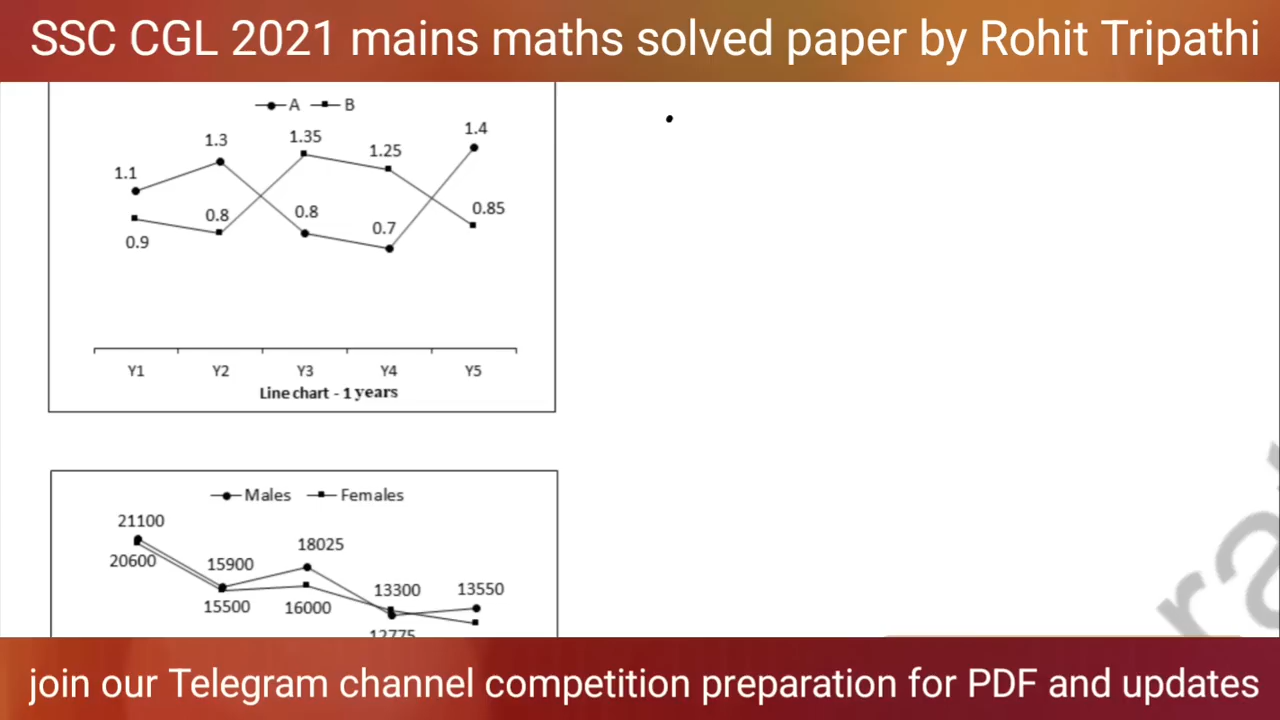 SSC CGL 2021 mains maths solved paper by Rohit Tripathi
A B
1.4
1.35
1.3
1.25
1.1
0.85
0.8 0.8
0.7
0.9
Y1 Y2 Y3 Y4 Y5
Line chart - 1 years
Males Females
21100
18025
20600 15900
13300 13550
15500 16000
12775
ra
join our Telegram channel competition preparation for PDF and updates